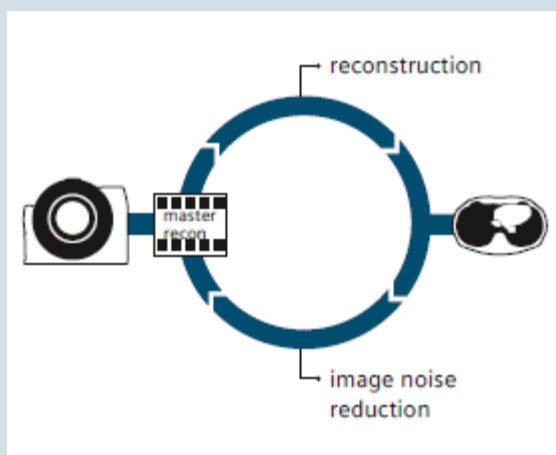 reconstruction
master
recon
image noise
reduction